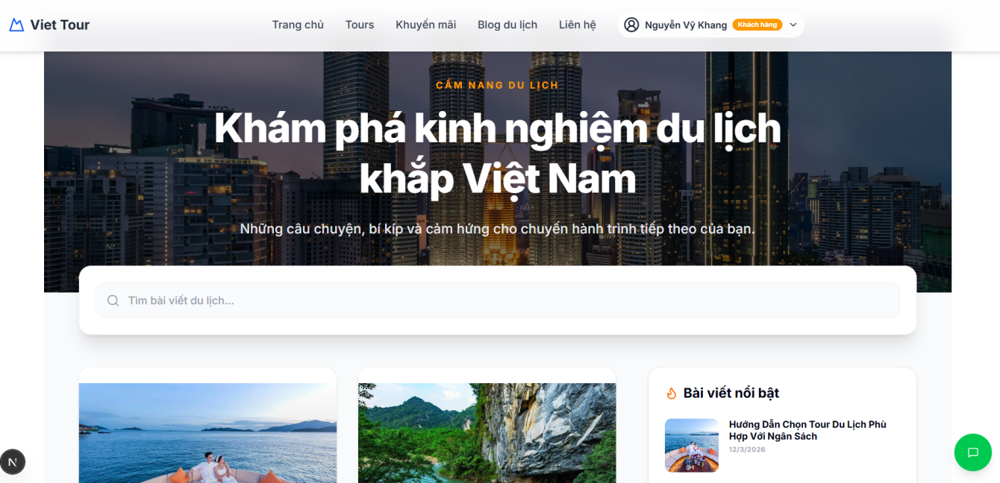 Viet Tour
Trang chủ
Tours
Khuyến mãi
Blog du lịch
Liên hệ
Nguyễn Vỹ Khang
Khách hàng
CẨM NANG DU LỊCH
Khám phá kinh nghiệm du lịch
khắp Việt Nam
Những câu chuyện, bí kíp và cảm hứng cho chuyến hành trình tiếp theo của bạn.
Tìm bài viết du lịch...
Bài viết nổi bật
Hướng Dẫn Chọn Tour Du Lịch Phù
Hợp Với Ngân Sách
12/3/2026
N